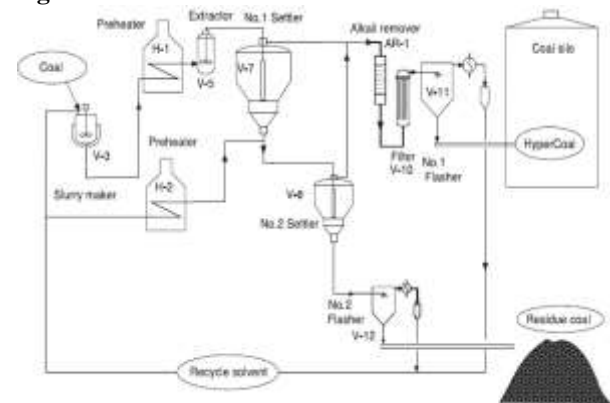 Preheater
Extractor
No.1 Settler
Alkali remover
AR-1
Coal silo
H-1
Coal
V-5
V-7
V-11
V-3
Preheater
Filter
V-10
No.1
Flasher
HyperCoal
H-2
Slurry maker
No.2 Settler
No.2
Flasher
V-12
Residue coal
Recycle solvent